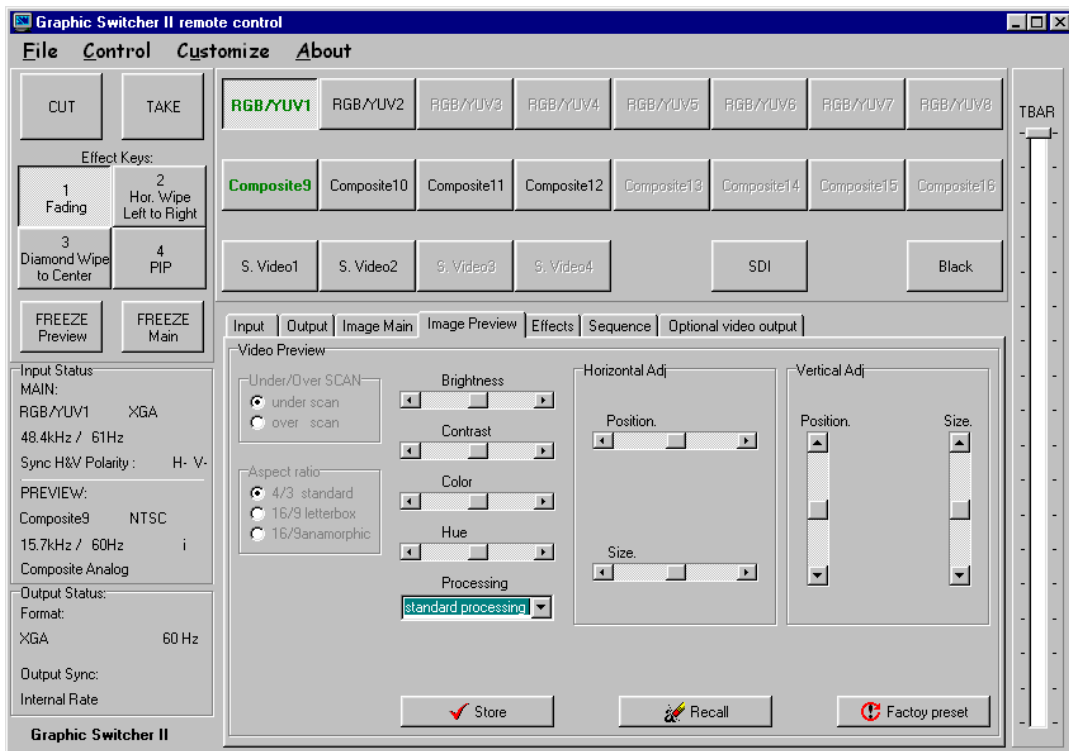 Graphic Switcher II remote control
File Control Customize About
CUT
TAKE
Effect Keys:
1
Fading
2
Hor. Wipe
Left to Right
3
Diamond Wipe
to Center
4
PIP
FREEZE
Preview
FREEZE
Main
Input Status
MAIN:
RGB/YUV1 XGA
48.4kHz / 61Hz
Sync H&V Polarity : H- V-
PREVIEW:
Composite9 NTSC
15.7kHz / 60Hz i
Composite Analog
Output Status:
Format:
XGA 60 Hz
Output Sync:
Internal Rate
Graphic Switcher II
RGB/YUV1 RGB/YUV2 RGB/YUV3 RGB/YUV4 RGB/YUV5 RGB/YUV6 RGB/YUV7 RGB/YUV8
Composite9 Composite10 Composite11 Composite12 Composite13 Composite14 Composite15 Composite16
S. Video1 S. Video2 S. Video3 S. Video4 SDI Black
Input Output Image Main Image Preview Effects Sequence Optional video output
Video Preview
Under/Over SCAN
under scan
over scan
Aspect ratio
4/3 standard
16/9 letterbox
16/9anamorphic
Brightness
Contrast
Color
Hue
Processing
standard processing
Horizontal Adj
Position.
Size.
Vertical Adj
Position.
Size.
Store
Recall
Factoy preset
TBAR